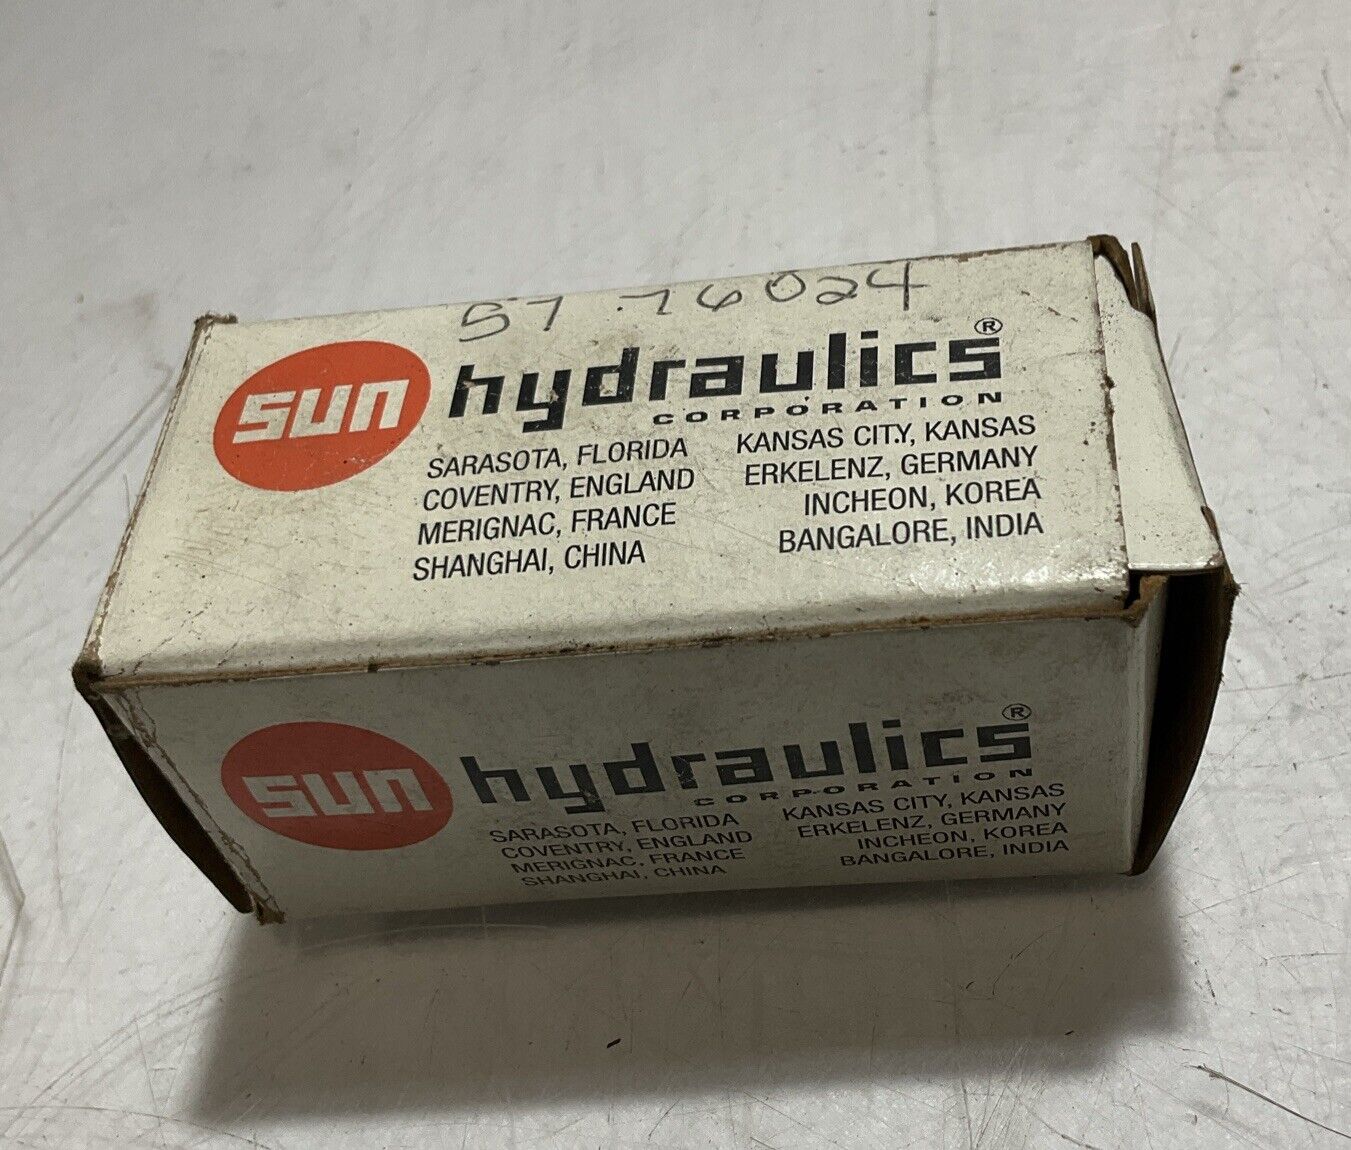 57 76024
sun hydraulics®
CORPORATION
SARASOTA, FLORIDA KANSAS CITY, KANSAS
COVENTRY, ENGLAND ERKELENZ, GERMANY
MERIGNAC, FRANCE INCHEON, KOREA
SHANGHAI, CHINA BANGALORE, INDIA
sun hydraulics®
CORPORATION
SARASOTA, FLORIDA KANSAS CITY, KANSAS
COVENTRY, ENGLAND ERKELENZ, GERMANY
MERIGNAC, FRANCE INCHEON, KOREA
SHANGHAI, CHINA BANGALORE, INDIA